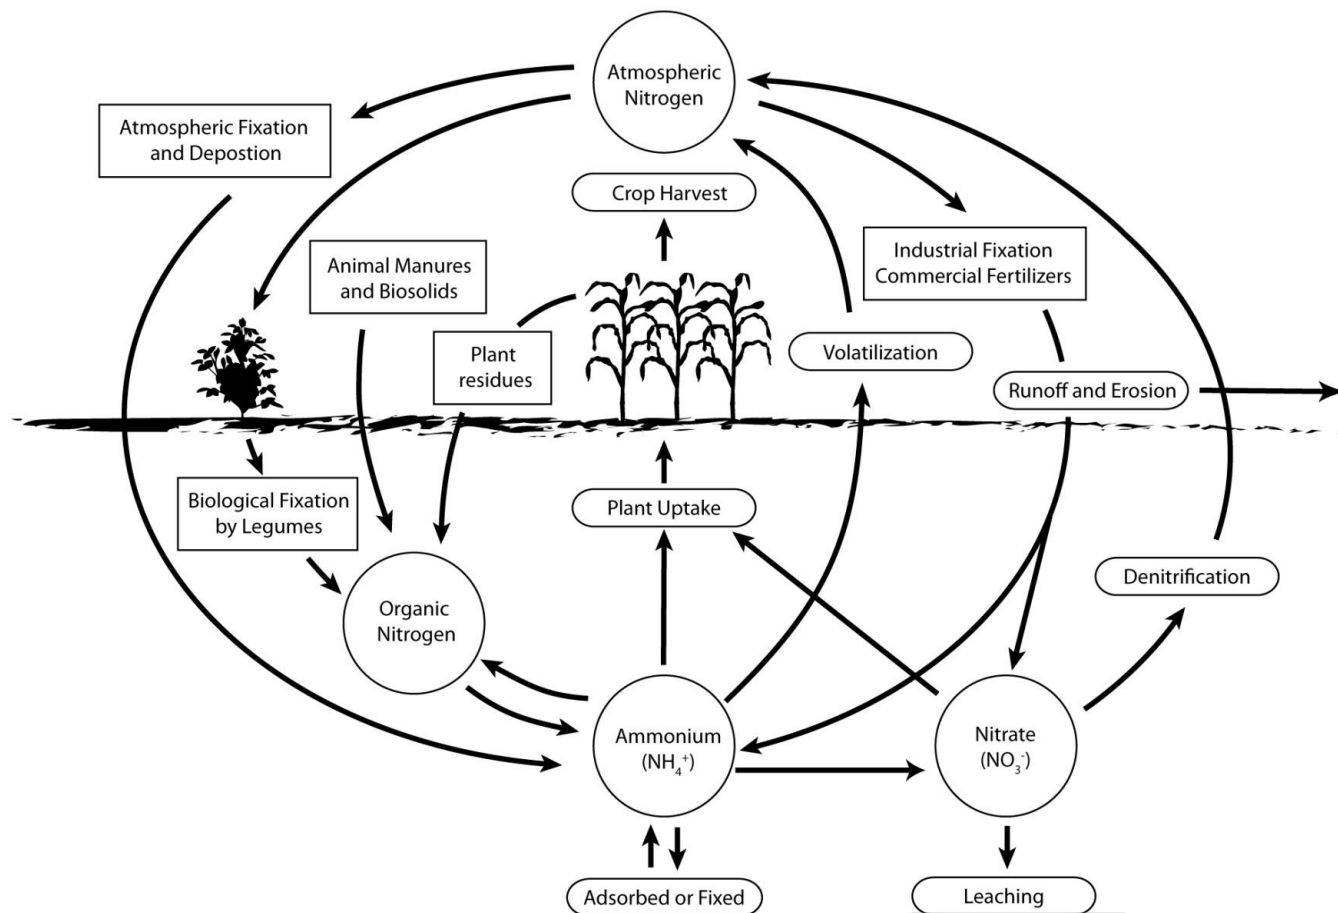 Atmospheric
Nitrogen
Atmospheric Fixation
and Depostion
Crop Harvest
Animal Manures
and Biosolids
Industrial Fixation
Commercial Fertilizers
Plant
residues
Volatilization
Runoff and Erosion
Biological Fixation
by Legumes
Plant Uptake
Denitrification
Organic
Nitrogen
Ammonium
(NH₄⁺)
Nitrate
(NO₃⁻)
Adsorbed or Fixed
Leaching